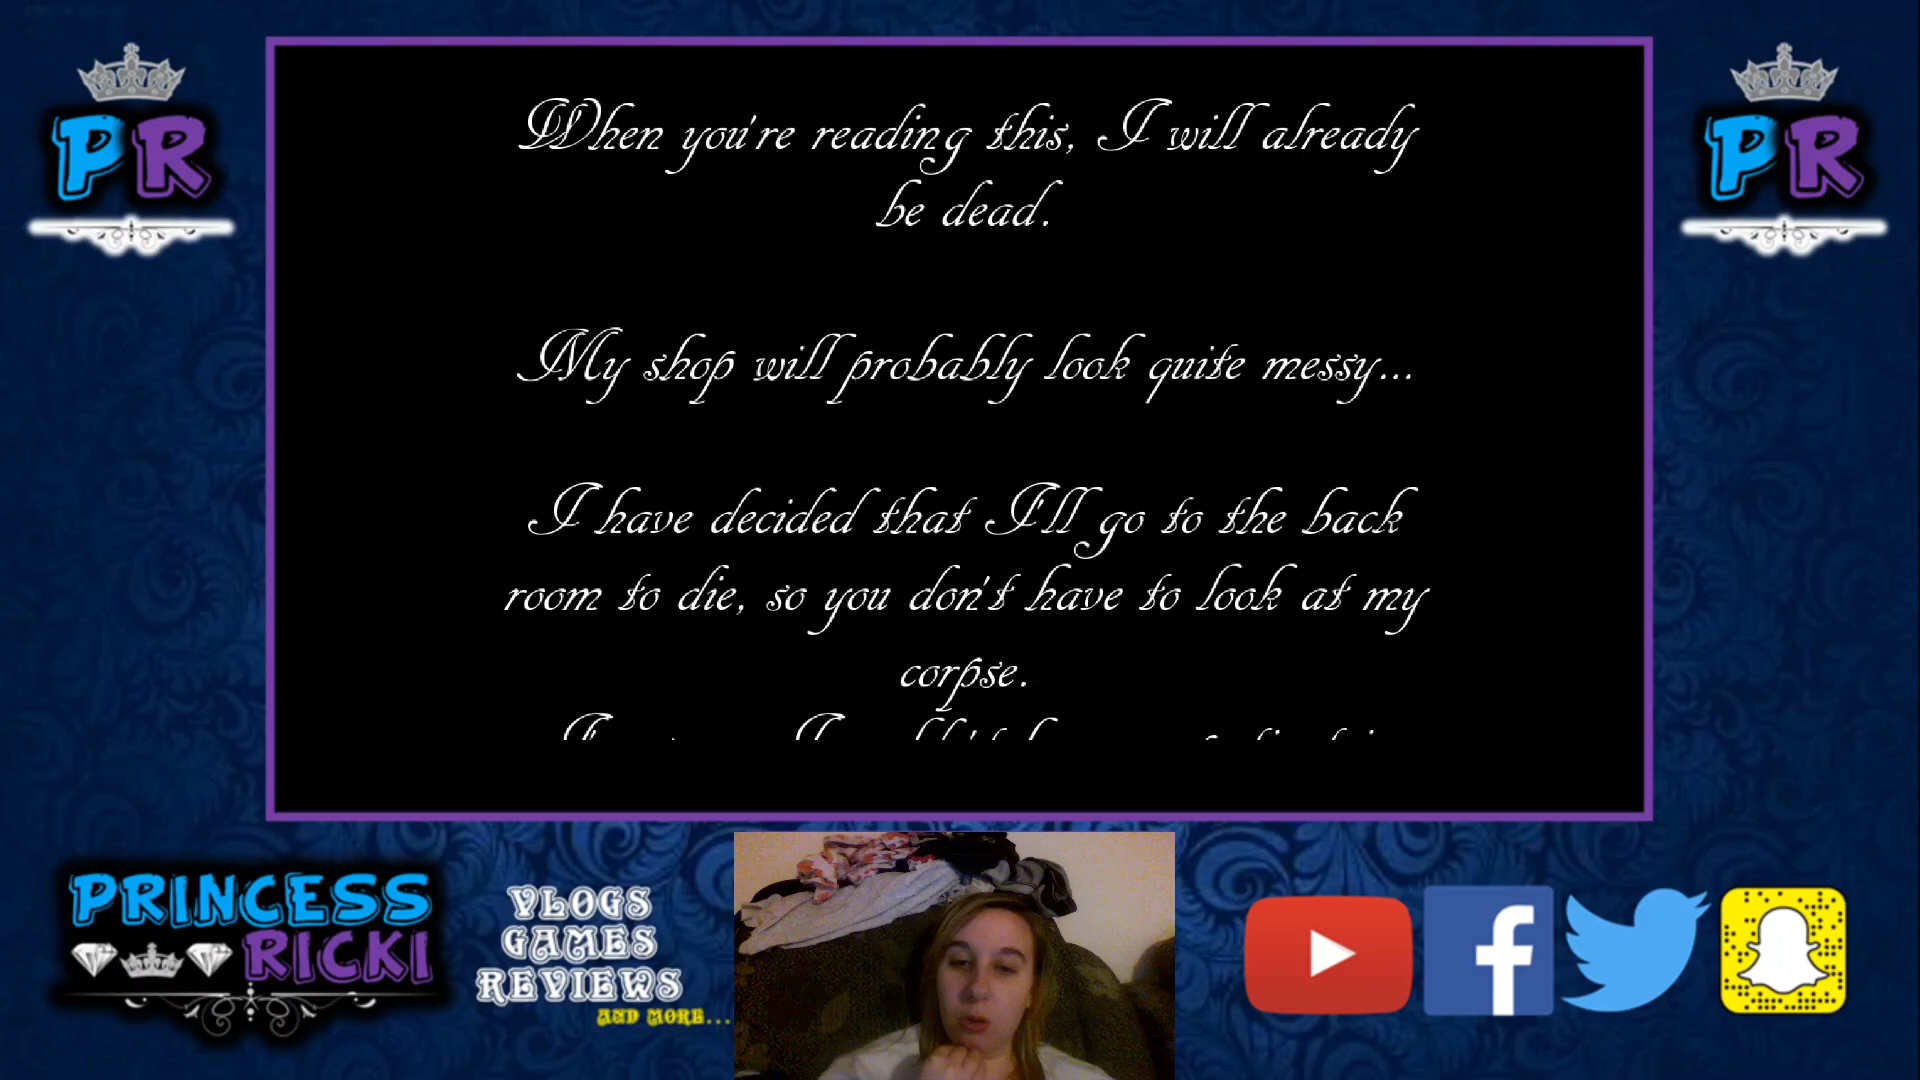 PR
PR
When you're reading this, I will already
be dead.
My shop will probably look quite messy...
I have decided that I'll go to the back
room to die, so you don't have to look at my
corpse.
PRINCESS
RICKI
VLOGS
GAMES
REVIEWS
AND MORE...
f